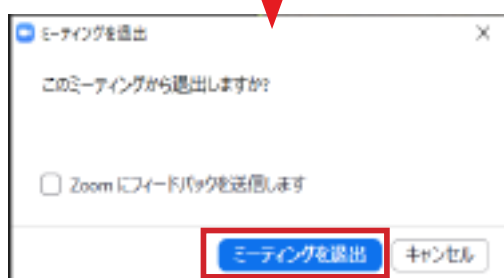 ミーティングを退出
このミーティングから退出しますか?
Zoom にフィードバックを送信します
ミーティングを退出
キャンセル